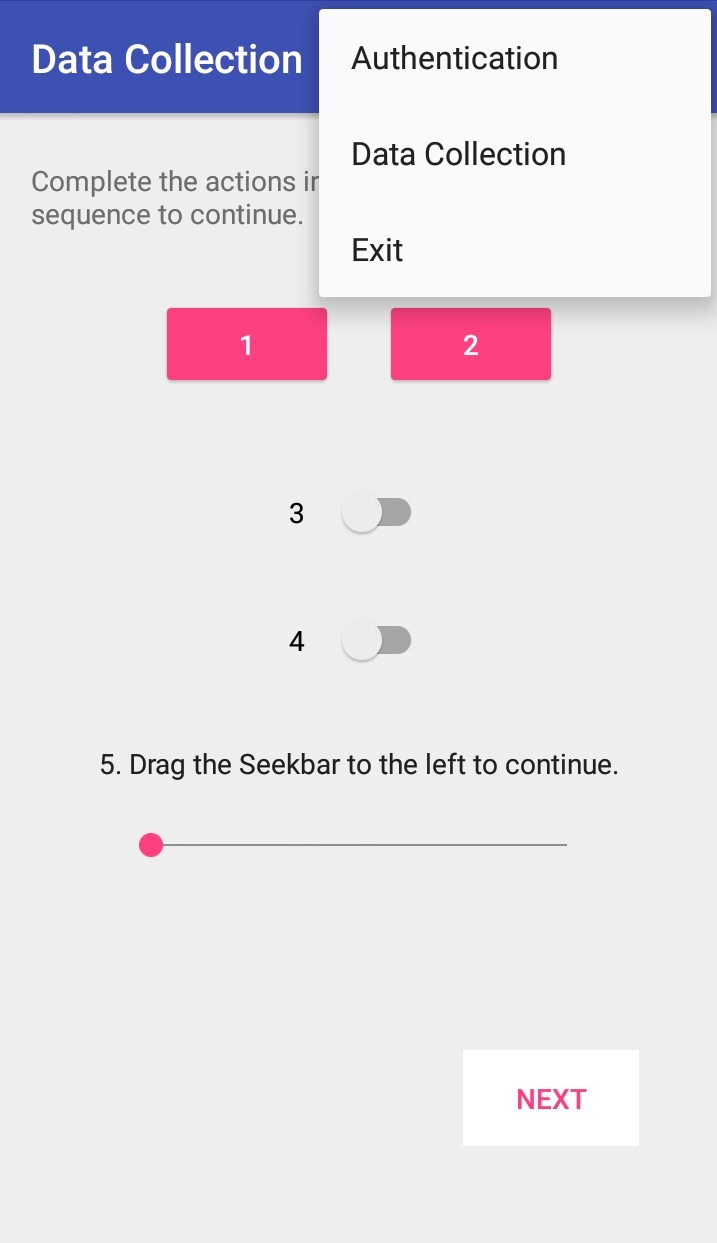 Data Collection
Authentication
Data Collection
Exit
Complete the actions in
sequence to continue.
1
2
3
4
5. Drag the Seekbar to the left to continue.
NEXT